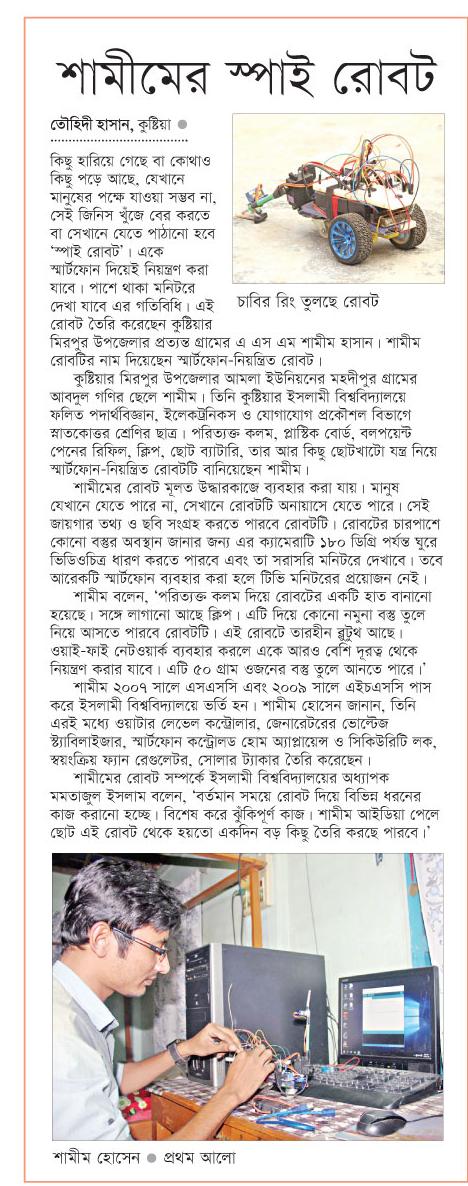 শামীমের স্পাই রোবট
তৌহিদী হাসান, কুষ্টিয়া ●
কিছু হারিয়ে গেছে বা কোথাও
কিছু পড়ে আছে, যেখানে
মানুষের পক্ষে যাওয়া সম্ভব না,
সেই জিনিস খুঁজে বের করতে
বা সেখানে যেতে পাঠানো হবে
‘স্পাই রোবট’। একে
স্মার্টফোন দিয়েই নিয়ন্ত্রণ করা
যাবে। পাশে থাকা মনিটরে
দেখা যাবে এর গতিবিধি। এই
রোবট তৈরি করেছেন কুষ্টিয়ার
মিরপুর উপজেলার প্রত্যন্ত গ্রামের এ এস এম শামীম হাসান। শামীম
রোবটির নাম দিয়েছেন স্মার্টফোন-নিয়ন্ত্রিত রোবট।
কুষ্টিয়ার মিরপুর উপজেলার আমলা ইউনিয়নের মহদীপুর গ্রামের
আবদুল গণির ছেলে শামীম। তিনি কুষ্টিয়ার ইসলামী বিশ্ববিদ্যালয়ে
ফলিত পদার্থবিজ্ঞান, ইলেকট্রনিকস ও যোগাযোগ প্রকৌশল বিভাগে
স্নাতকোত্তর শ্রেণির ছাত্র। পরিত্যক্ত কলম, প্লাস্টিক বোর্ড, বলপয়েন্ট
পেনের রিফিল, ক্লিপ, ছোট ব্যাটারি, তার আর কিছু ছোটখাটো যন্ত্র নিয়ে
স্মার্টফোন-নিয়ন্ত্রিত রোবটটি বানিয়েছেন শামীম।
শামীমের রোবট মূলত উদ্ধারকাজে ব্যবহার করা যায়। মানুষ
যেখানে যেতে পারে না, সেখানে রোবটটি অনায়াসে যেতে পারে। সেই
জায়গার তথ্য ও ছবি সংগ্রহ করতে পারবে রোবটটি। রোবটের চারপাশে
কোনো বস্তুর অবস্থান জানার জন্য এর ক্যামেরাটি ১৮০ ডিগ্রি পর্যন্ত ঘুরে
ভিডিওচিত্র ধারণ করতে পারবে এবং তা সরাসরি মনিটরে দেখাবে। তবে
আরেকটি স্মার্টফোন ব্যবহার করা হলে টিভি মনিটরের প্রয়োজন নেই।
শামীম বলেন, ‘পরিত্যক্ত কলম দিয়ে রোবটের একটি হাত বানানো
হয়েছে। সঙ্গে লাগানো আছে ক্লিপ। এটি দিয়ে কোনো নমুনা বস্তু তুলে
নিয়ে আসতে পারবে রোবটটি। এই রোবটে তারহীন ব্লুটুথ আছে।
ওয়াই-ফাই নেটওয়ার্ক ব্যবহার করলে একে আরও বেশি দূরত্ব থেকে
নিয়ন্ত্রণ করার যাবে। এটি ৫০ গ্রাম ওজনের বস্তু তুলে আনতে পারে।’
শামীম ২০০৭ সালে এসএসসি এবং ২০০৯ সালে এইচএসসি পাস
করে ইসলামী বিশ্ববিদ্যালয়ে ভর্তি হন। শামীম হোসেন জানান, তিনি
এরই মধ্যে ওয়াটার লেভেল কন্ট্রোলার, জেনারেটরের ভোল্টেজ
স্ট্যাবিলাইজার, স্মার্টফোন কন্ট্রোলড হোম অ্যাপ্লায়েন্স ও সিকিউরিটি লক,
স্বয়ংক্রিয় ফ্যান রেগুলেটর, সোলার ট্যাকার তৈরি করেছেন।
শামীমের রোবট সম্পর্কে ইসলামী বিশ্ববিদ্যালয়ের অধ্যাপক
মমতাজুল ইসলাম বলেন, ‘বর্তমান সময়ে রোবট দিয়ে বিভিন্ন ধরনের
কাজ করানো হচ্ছে। বিশেষ করে ঝুঁকিপূর্ণ কাজ। শামীম আইডিয়া পেলে
ছোট এই রোবট থেকে হয়তো একদিন বড় কিছু তৈরি করছে পারবে।’
চাবির রিং তুলছে রোবট
শামীম হোসেন ● প্রথম আলো